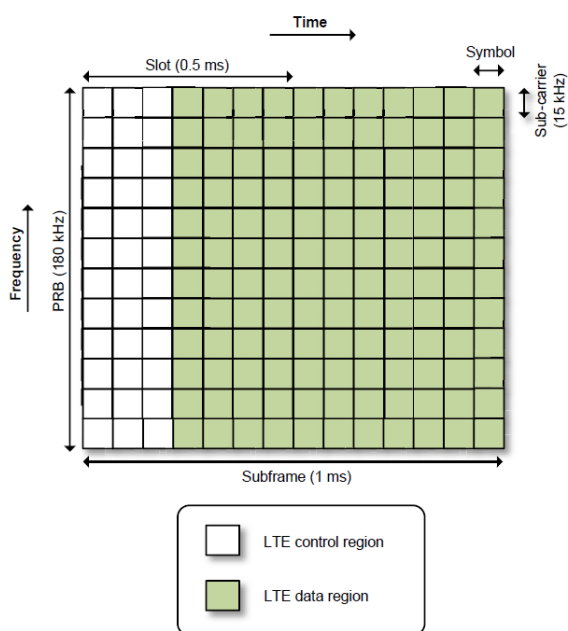 Time
Slot (0.5 ms)
Symbol
Sub-carrier
(15 kHz)
Frequency
PRB (180 kHz)
Subframe (1 ms)
LTE control region
LTE data region